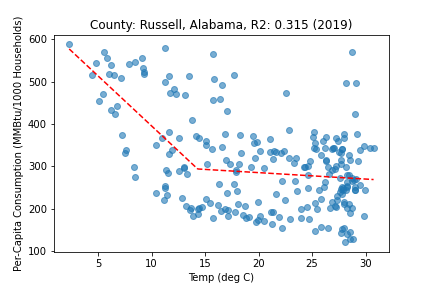 County: Russell, Alabama, R2: 0.315 (2019)
Per-Capita Consumption (MMBtu/1000 Households)
600
500
400
300
200
100
5 10 15 20 25 30
Temp (deg C)